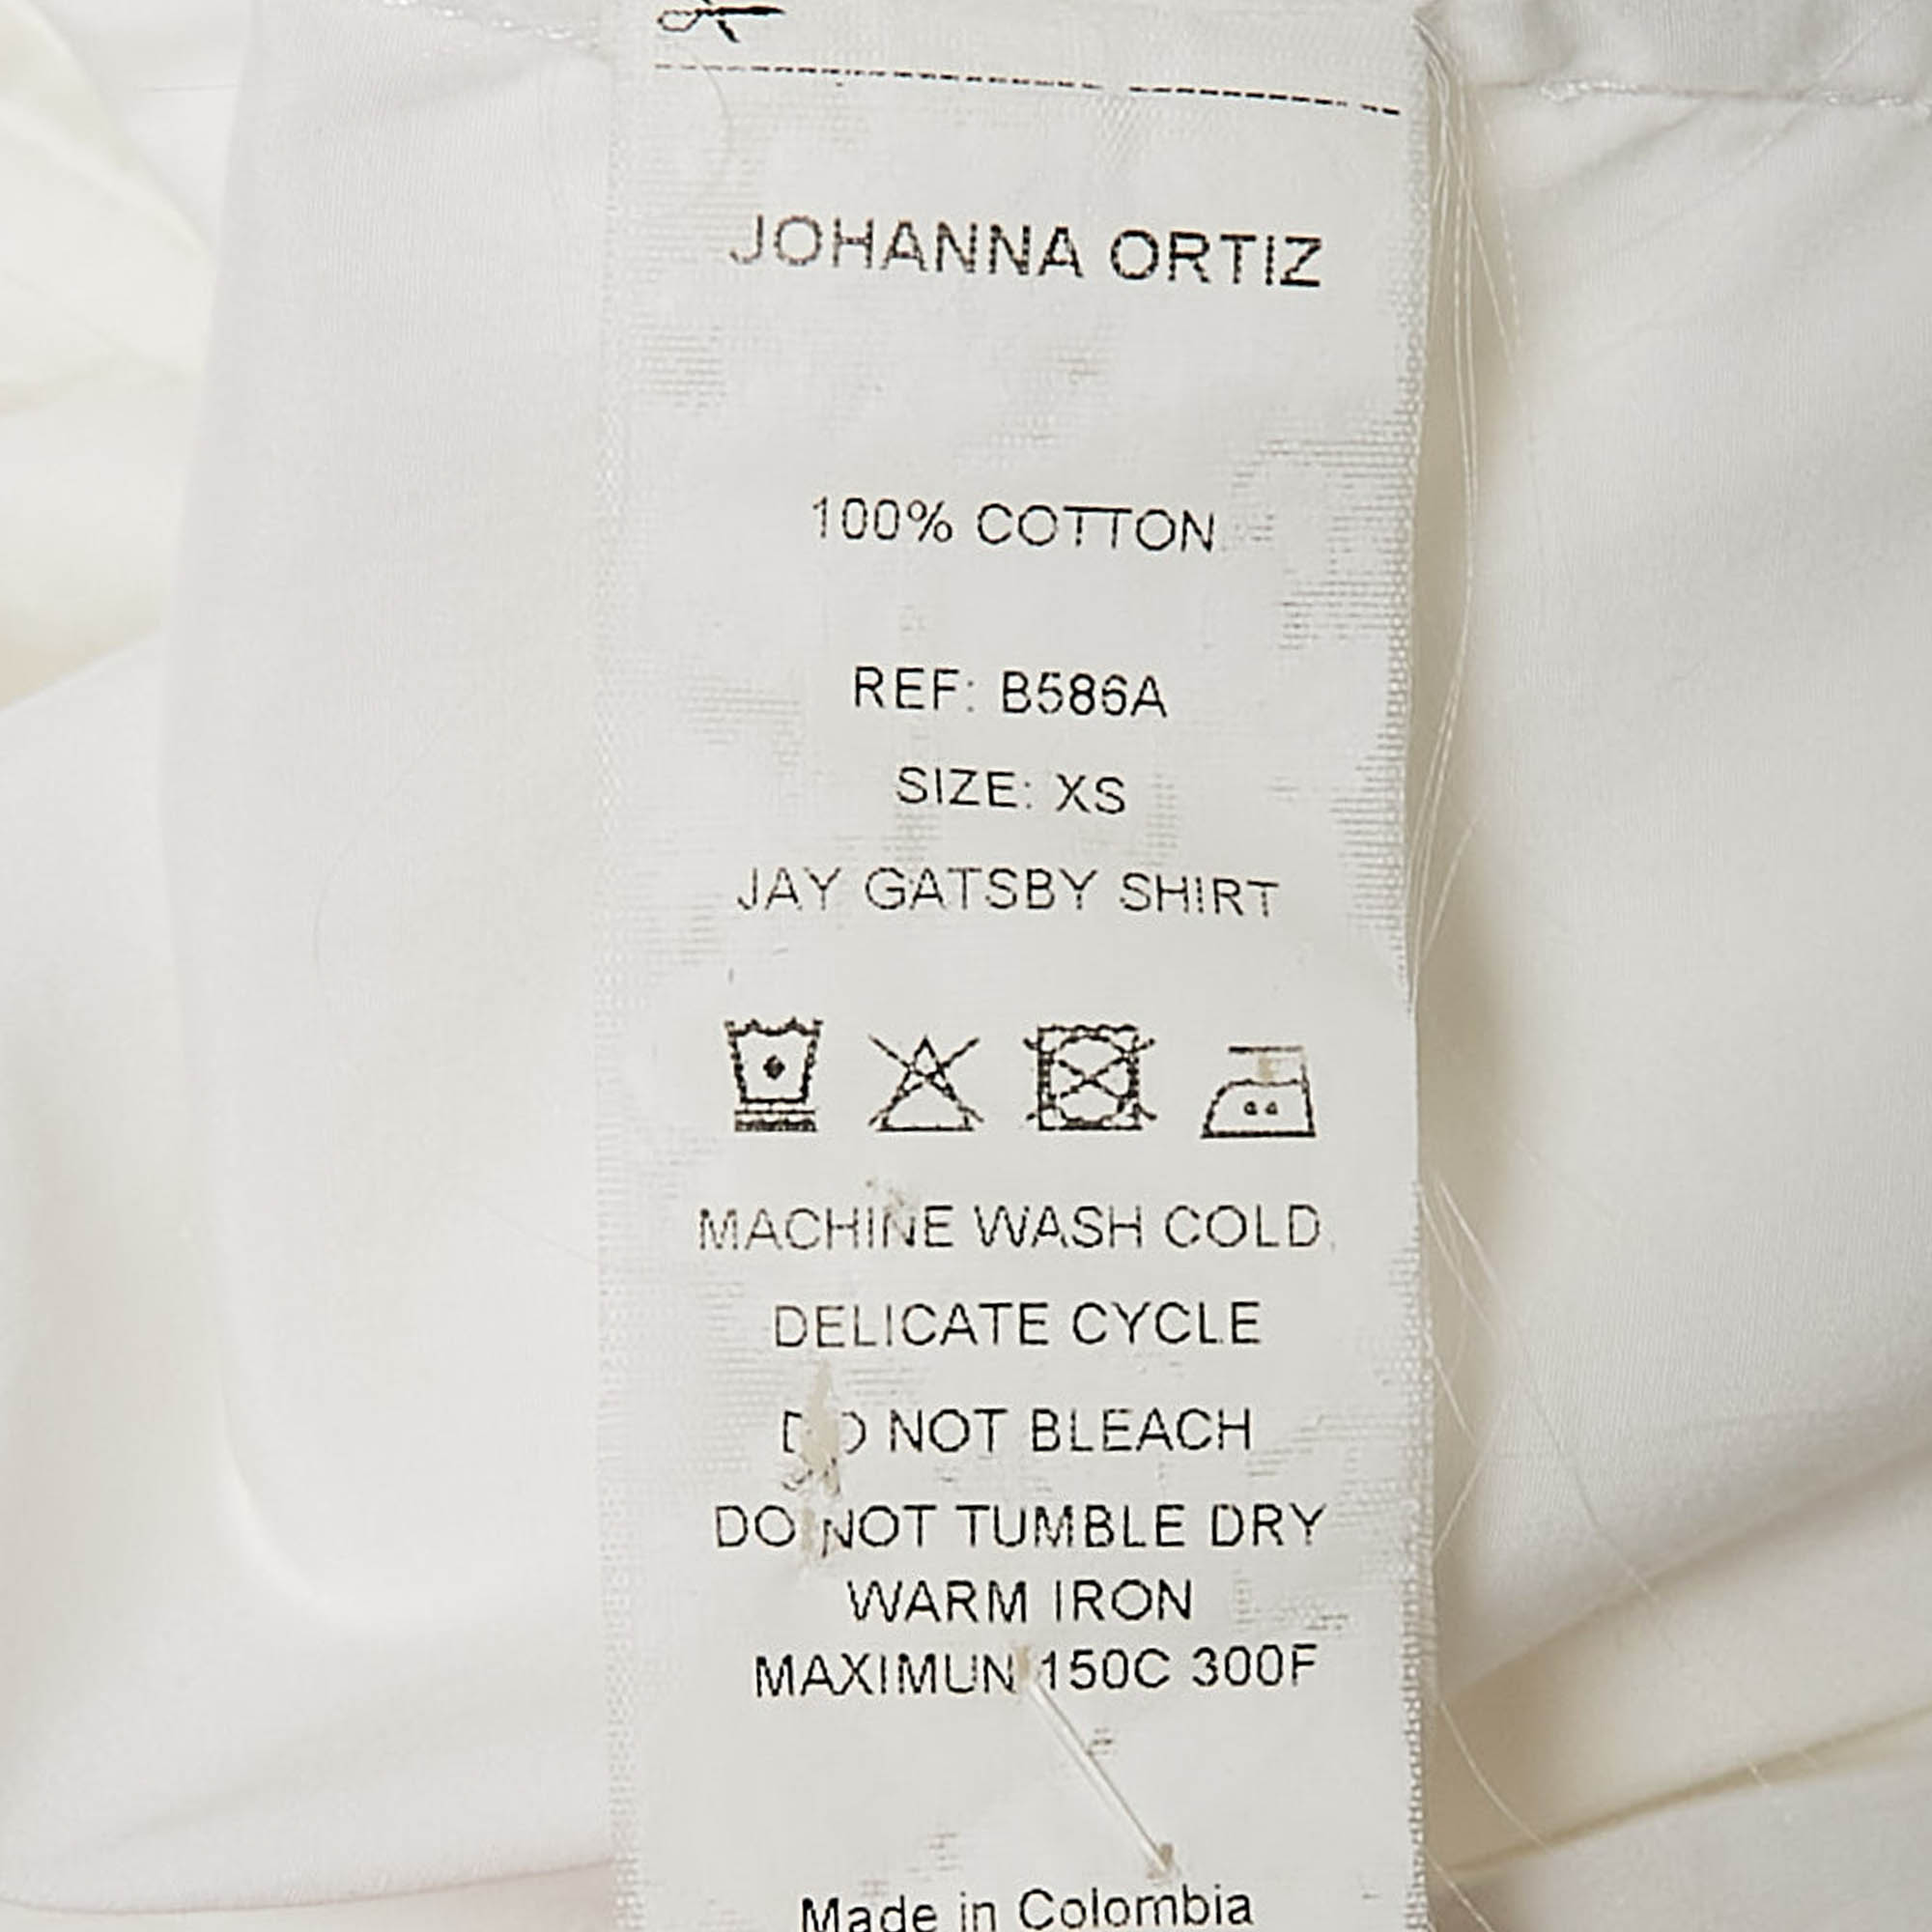 JOHANNA ORTIZ
100% COTTON
REF: B586A
SIZE: XS
JAY GATSBY SHIRT
MACHINE WASH COLD.
DELICATE CYCLE
DO NOT BLEACH
DO NOT TUMBLE DRY
WARM IRON
MAXIMUN 150C 300F
Made in Colombia